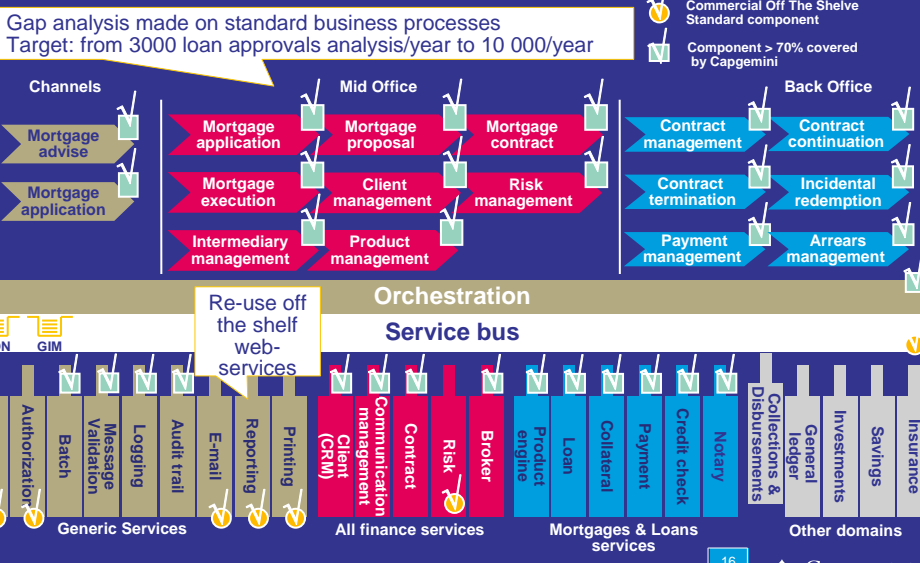 Gap analysis made on standard business processes
Target: from 3000 loan approvals analysis/year to 10 000/year
Commercial Off The Shelve
Standard component
Component > 70% covered
by Capgemini
Channels
Mid Office
Back Office
Mortgage
advise
Mortgage
application
Mortgage
application
Mortgage
proposal
Mortgage
contract
Mortgage
execution
Client
management
Risk
management
Intermediary
management
Product
management
Contract
management
Contract
continuation
Contract
termination
Incidental
redemption
Payment
management
Arrears
management
Orchestration
Re-use off
the shelf
web-
services
Service bus
GIM
Authorization
Batch
Message
Validation
Logging
Audit trail
E-mail
Reporting
Printing
Client
(CRM)
Communication
management
Contract
Risk
Broker
Product
engine
Loan
Collateral
Payment
Credit check
Notary
Collections &
Disbursements
General
ledger
Investments
Savings
Insurance
Generic Services
All finance services
Mortgages & Loans
services
Other domains
16